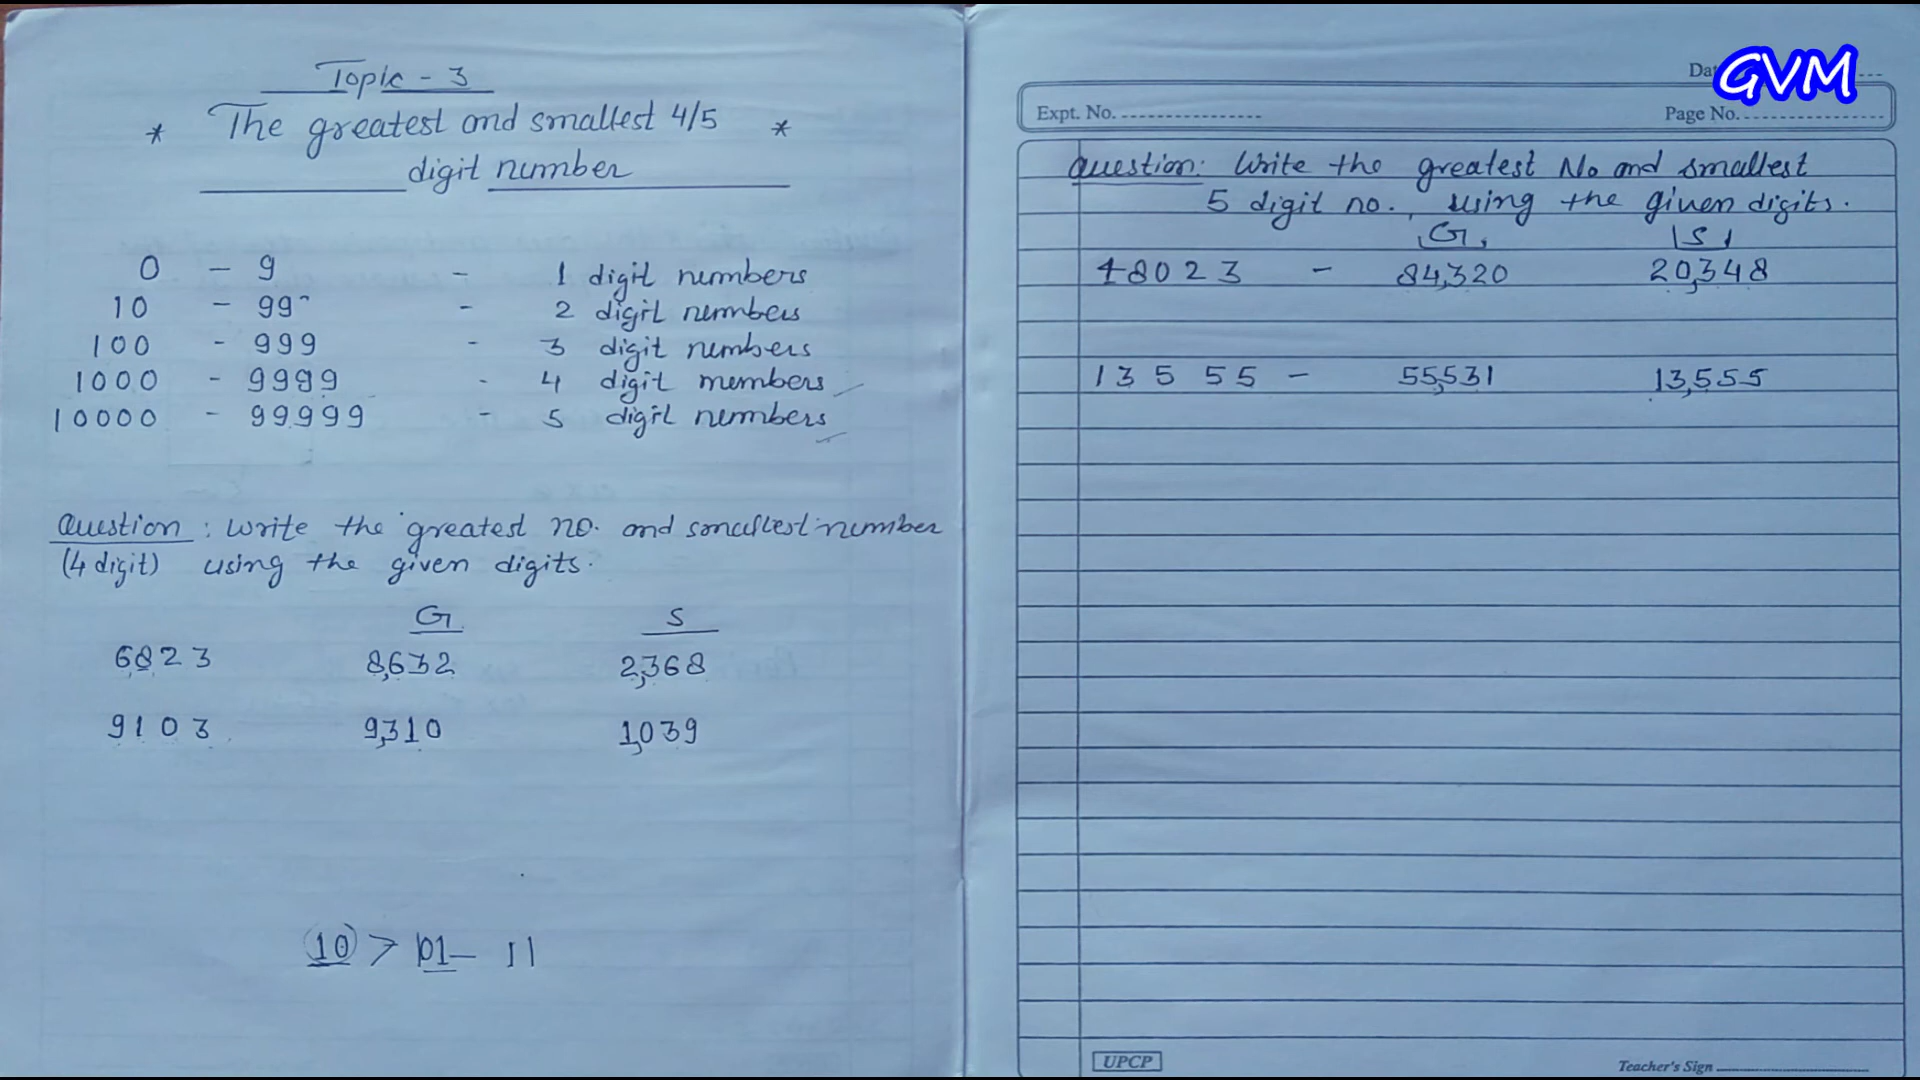 Topic - 3
* The greatest and smallest 4/5 *
digit number
0 - 9 - 1 digit numbers
10 - 99 - 2 digit numbers
100 - 999 - 3 digit numbers
1000 - 9999 - 4 digit members
10000 - 99999 - 5 digit numbers
Question : Write the greatest no. and smallest number
(4 digit) using the given digits.
G S
6823 8,632 2,368
9103 9,310 1,039
10 > 01 - 11
GVM
Expt. No.
Page No.
Question: Write the greatest No and smallest
5 digit no. using the given digits.
G S
48023 - 84,320 20,348
13555 - 55,531 13,555
UPCP
Teacher's Sign